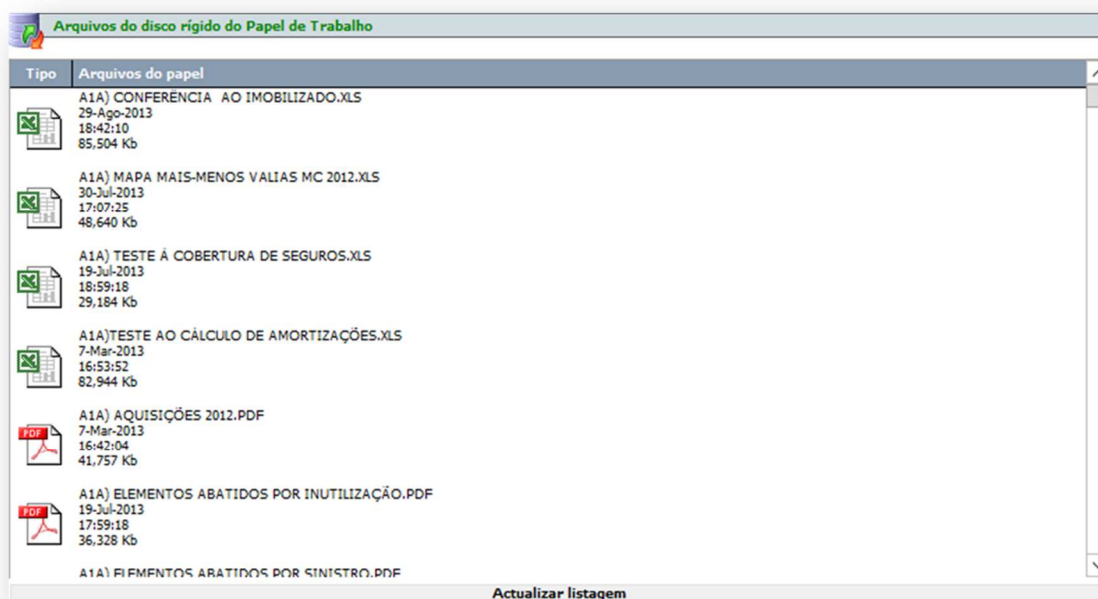 Arquivos do disco rígido do Papel de Trabalho
Tipo Arquivos do papel
A1A) CONFERÊNCIA AO IMOBILIZADO.XLS
29-Ago-2013
18:42:10
85,504 Kb
A1A) MAPA MAIS-MENOS VALIAS MC 2012.XLS
30-Jul-2013
17:07:25
48,640 Kb
A1A) TESTE À COBERTURA DE SEGUROS.XLS
19-Jul-2013
18:59:18
29,184 Kb
A1A)TESTE AO CÁLCULO DE AMORTIZAÇÕES.XLS
7-Mar-2013
16:53:52
82,944 Kb
PDF
A1A) AQUISIÇÕES 2012.PDF
7-Mar-2013
16:42:04
41,757 Kb
PDF
A1A) ELEMENTOS ABATIDOS POR INUTILIZAÇÃO.PDF
19-Jul-2013
17:59:18
36,328 Kb
A1A) ELEMENTOS ABATIDOS POR SINISTRO.PDF
Actualizar listagem